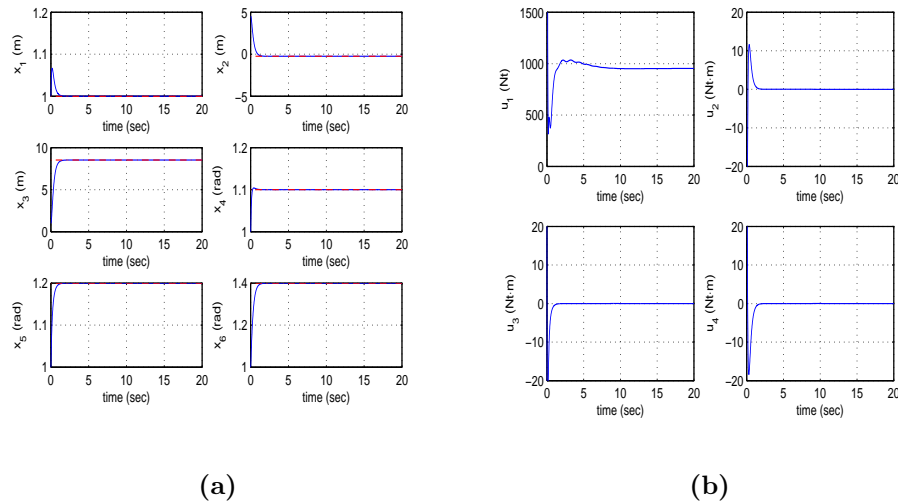 1.2
1.1
1
x1 (m)
0 5 10 15 20
time (sec)
5
0
−5
x2 (m)
0 5 10 15 20
time (sec)
10
5
0
x3 (m)
0 5 10 15 20
time (sec)
1.2
1.1
1
x4 (rad)
0 5 10 15 20
time (sec)
1.2
1.1
1
x5 (rad)
0 5 10 15 20
time (sec)
1.4
1.2
1
x6 (rad)
0 5 10 15 20
time (sec)
(a)
1500
1000
500
0
u1 (Nt)
0 5 10 15 20
time (sec)
20
10
0
−10
−20
u2 (Nt·m)
0 5 10 15 20
time (sec)
20
10
0
−10
−20
u3 (Nt·m)
0 5 10 15 20
time (sec)
20
10
0
−10
−20
u4 (Nt·m)
0 5 10 15 20
time (sec)
(b)